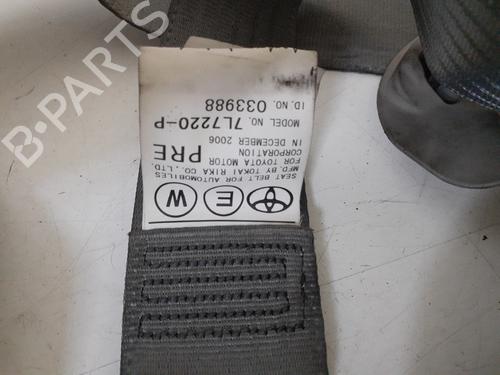 B-PARTS
W E
SEAT BELT FOR AUTOMOBILES
MFD. BY TOKAI RIKA CO., LTD.
FOR TOYOTA MOTOR
CORPORATION
IN DECEMBER 2006
PRE
MODEL NO. 7L7220-P
ID. NO. 033988